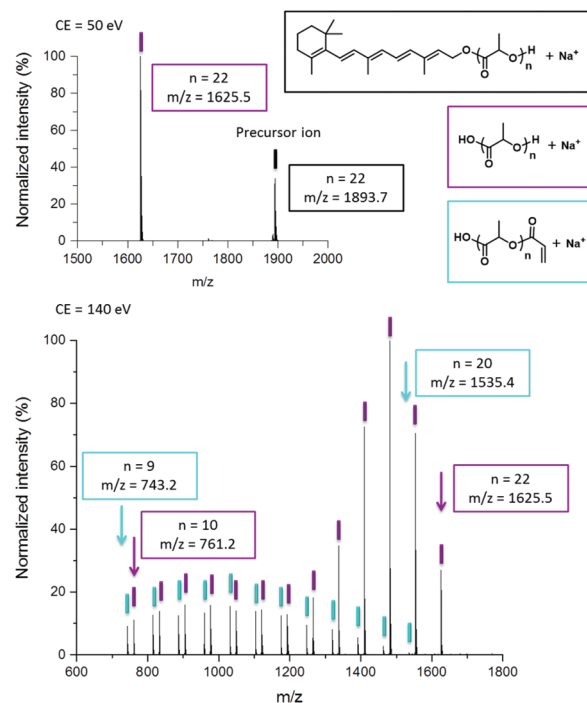 CE = 50 eV
Normalized intensity (%)
100
80
60
40
20
0
1500
1600
1700
1800
1900
2000
m/z
n = 22
m/z = 1625.5
Precursor ion
n = 22
m/z = 1893.7
O
O
O
H
n
+ Na⁺
HO
O
O
H
n
+ Na⁺
HO
O
O
n
O
+ Na⁺
CE = 140 eV
Normalized intensity (%)
100
80
60
40
20
0
600
800
1000
1200
1400
1600
1800
m/z
n = 20
m/z = 1535.4
n = 9
m/z = 743.2
n = 10
m/z = 761.2
n = 22
m/z = 1625.5